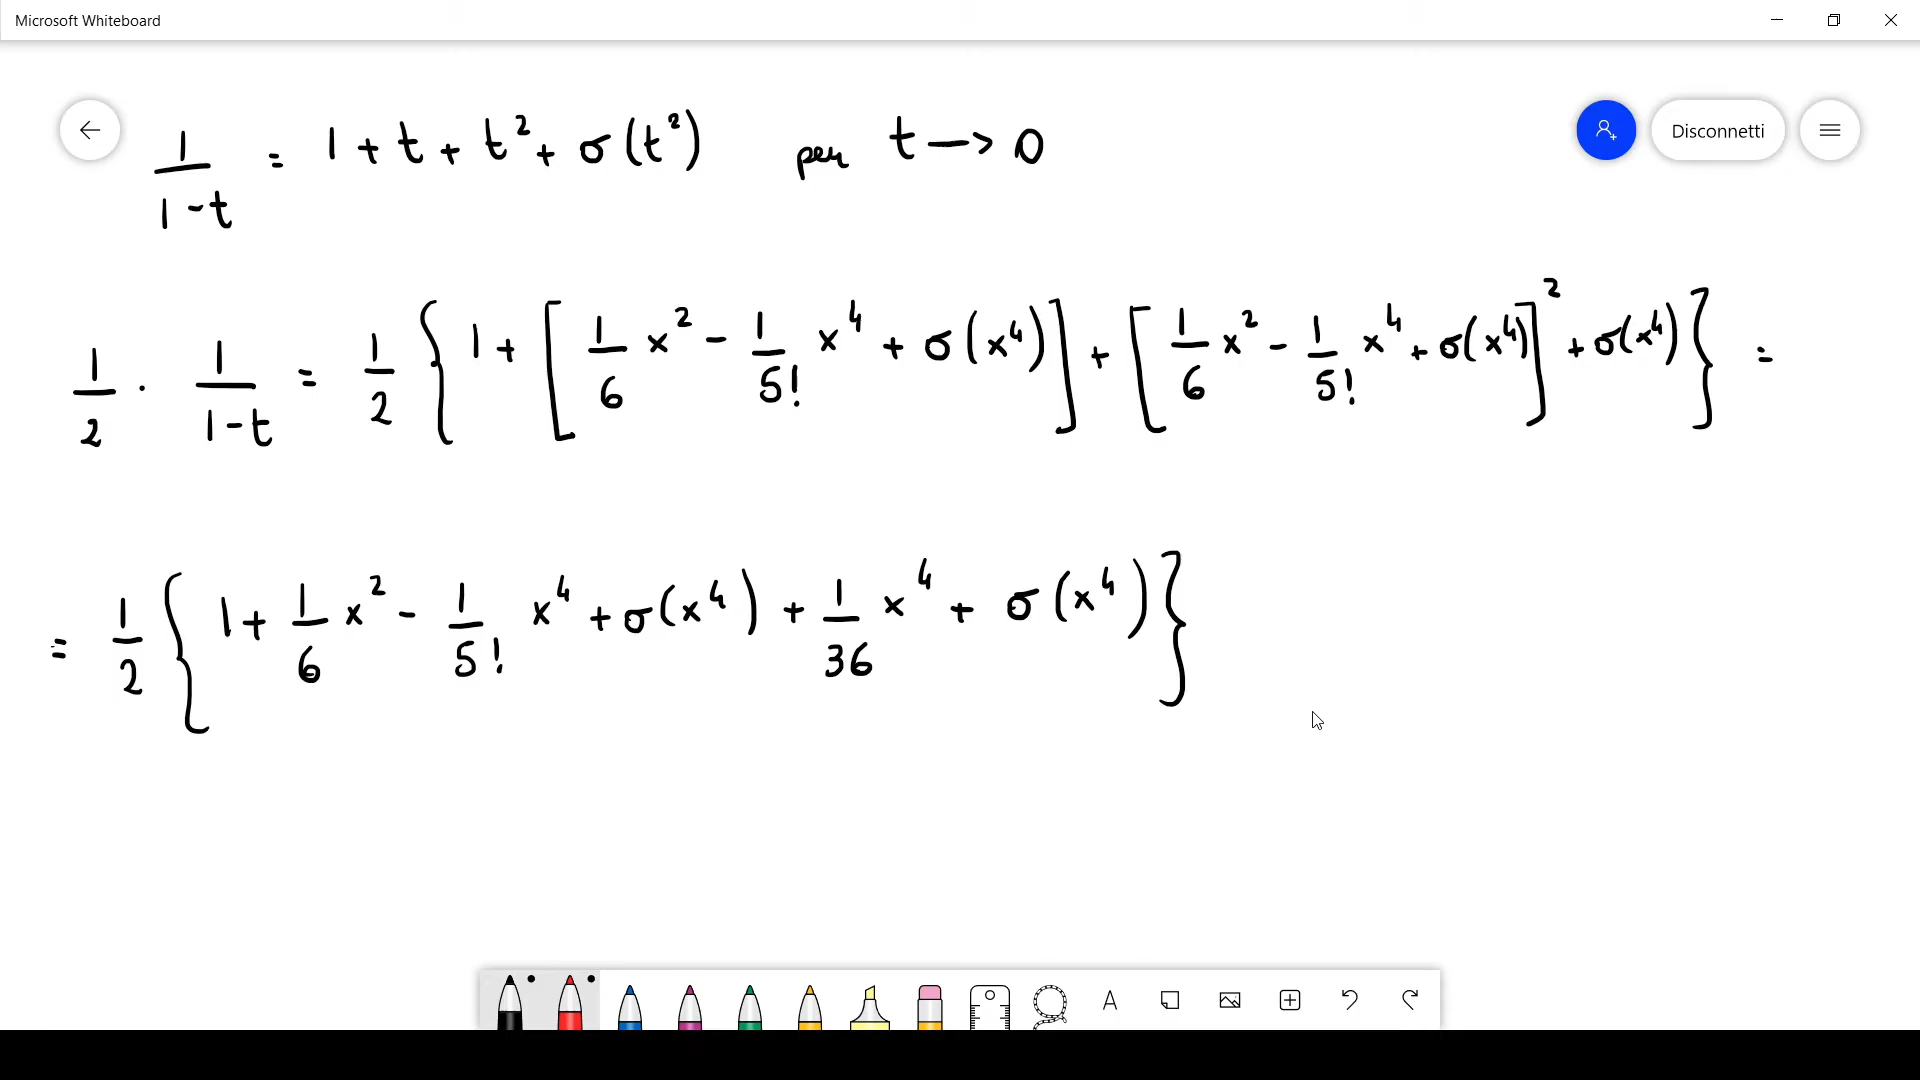 Microsoft Whiteboard
Disconnetti
1/(1-t) = 1 + t + t² + σ(t²) per t → 0
1/2 · 1/(1-t) = 1/2 { 1 + [ 1/6 x² - 1/5! x⁴ + σ(x⁴) ] + [ 1/6 x² - 1/5! x⁴ + σ(x⁴) ]² + σ(x⁴) } =
= 1/2 { 1 + 1/6 x² - 1/5! x⁴ + σ(x⁴) + 1/36 x⁴ + σ(x⁴) }